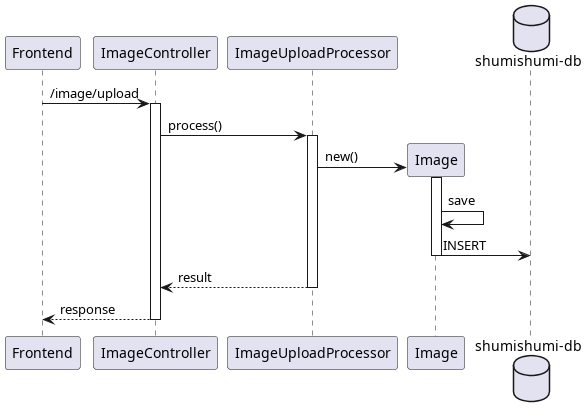 shumishumi-db
Frontend
ImageController
ImageUploadProcessor
/image/upload
process()
new()
Image
save
INSERT
result
response
Frontend
ImageController
ImageUploadProcessor
Image
shumishumi-db